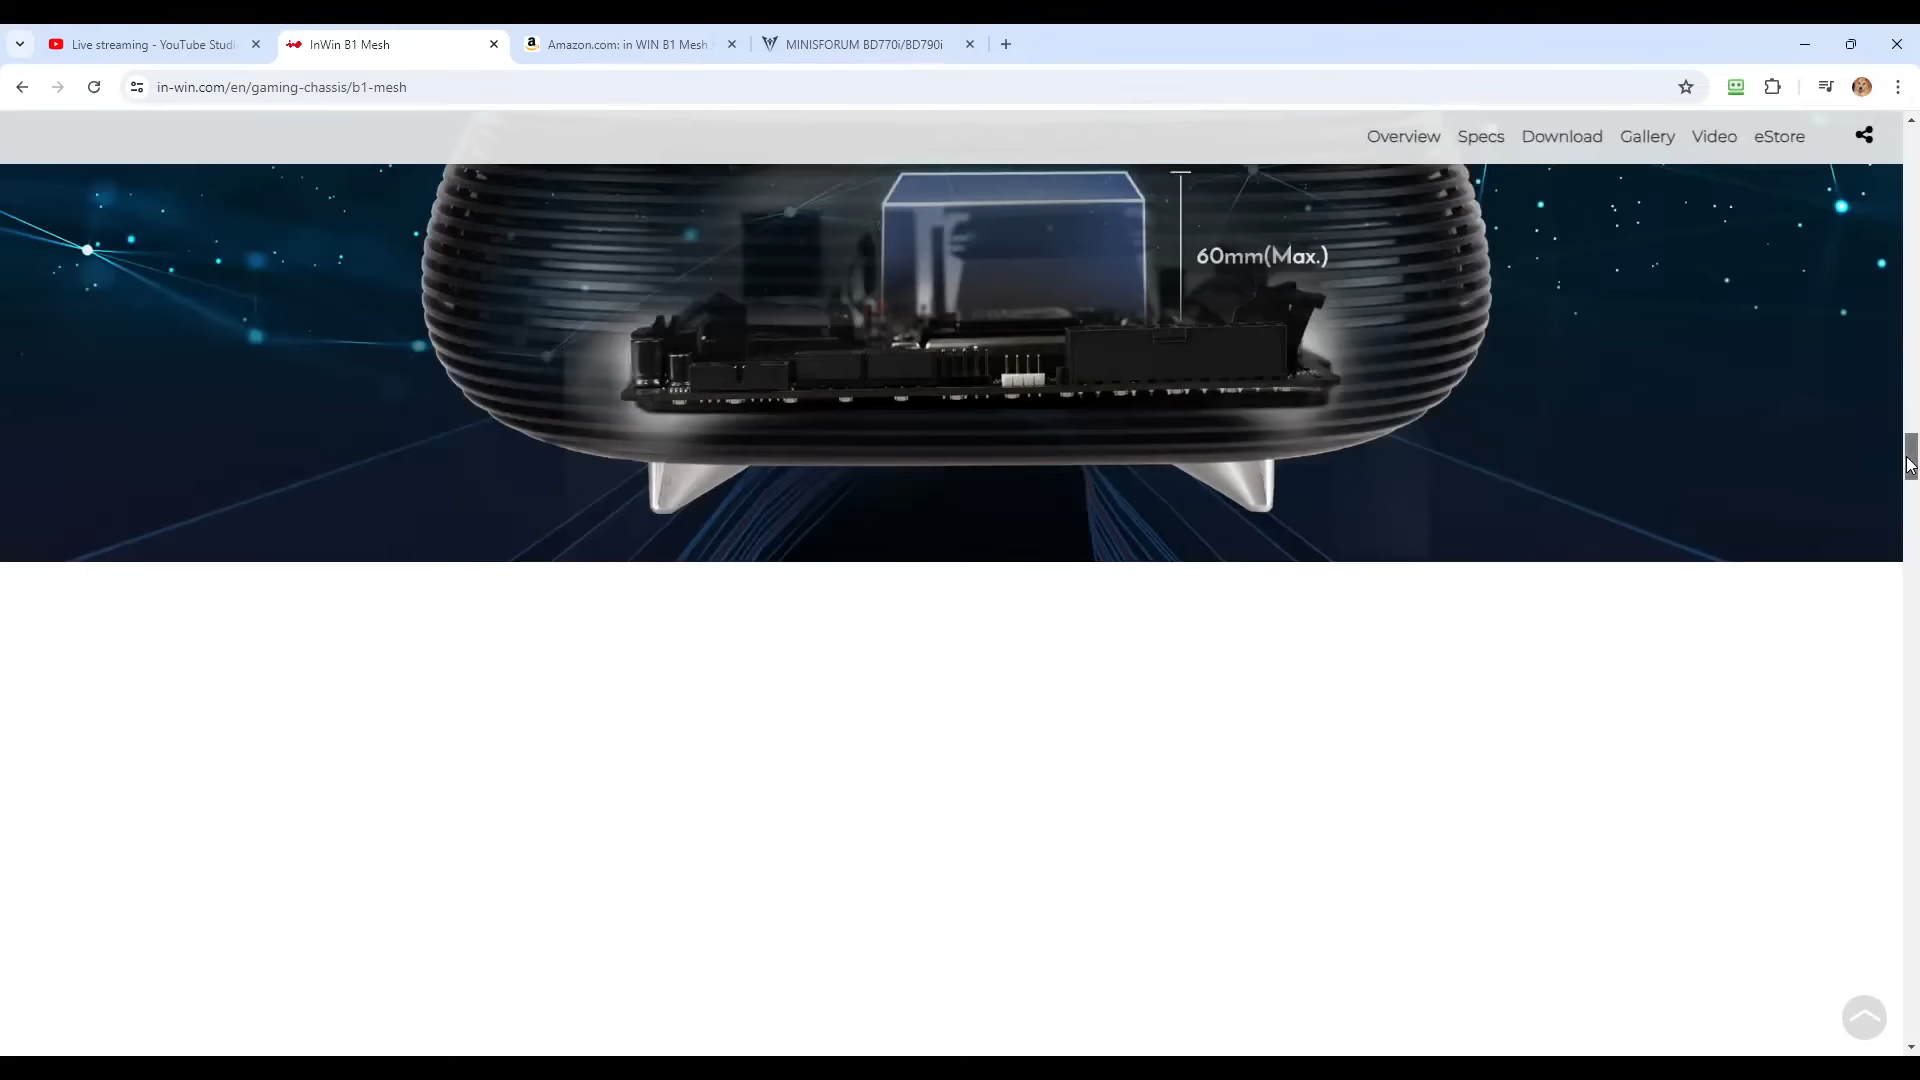 Live streaming - YouTube Studi
InWin B1 Mesh
Amazon.com: in WIN B1 Mesh
MINISFORUM BD770i/BD790i
in-win.com/en/gaming-chassis/b1-mesh
Overview
Specs
Download
Gallery
Video
eStore
60mm(Max.)